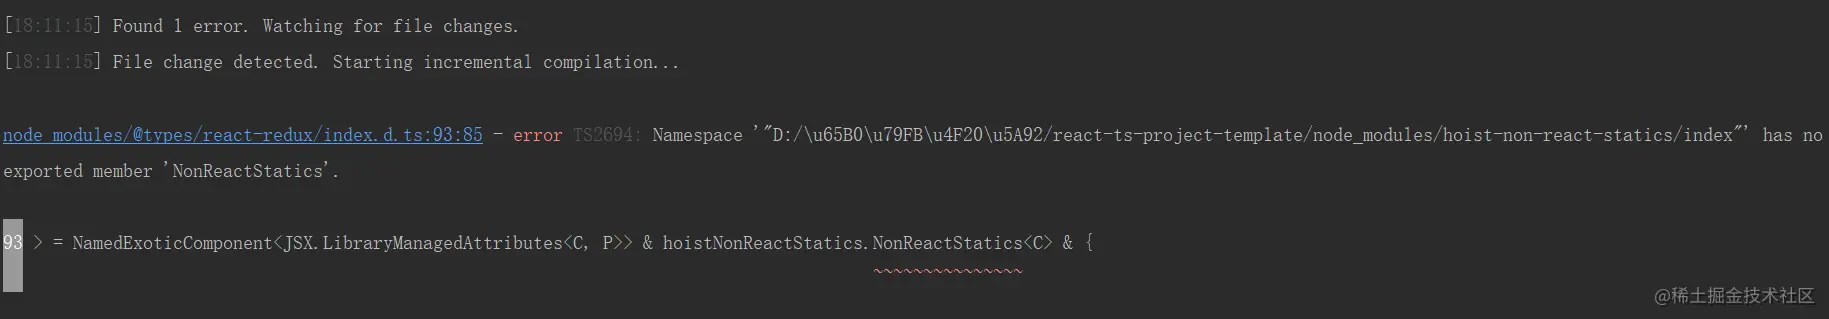 [18:11:15] Found 1 error. Watching for file changes.
[18:11:15] File change detected. Starting incremental compilation...
node_modules/@types/react-redux/index.d.ts:93:85 - error TS2694: Namespace '"D:/\u65B0\u79FB\u4F20\u5A92/react-ts-project-template/node_modules/hoist-non-react-statics/index"' has no
exported member 'NonReactStatics'.
93 > = NamedExoticComponent<JSX.LibraryManagedAttributes<C, P>> & hoistNonReactStatics.NonReactStatics<C> & {
~~~~~~~~~~~~~~~
@稀土掘金技术社区